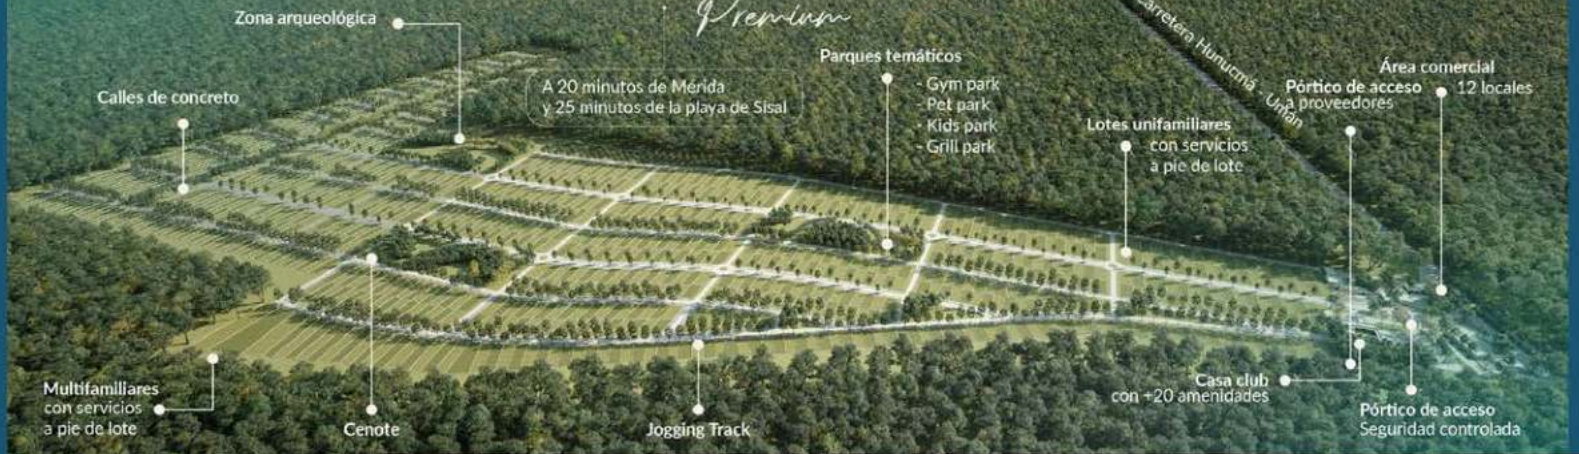 Premium
Zona arqueológica
Calles de concreto
A 20 minutos de Mérida
y 25 minutos de la playa de Sisal
Parques temáticos
- Gym park
- Pet park
- Kids park
- Grill park
Carretera Hunucmá - Umán
Lotes unifamiliares
con servicios
a pie de lote
Pórtico de acceso
a proveedores
Área comercial
12 locales
Multifamiliares
con servicios
a pie de lote
Cenote
Jogging Track
Casa club
con +20 amenidades
Pórtico de acceso
Seguridad controlada